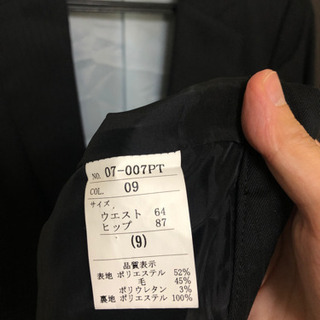 NO. 07-007PT
COL. 09
サイズ
ウエスト 64
ヒップ 87
(9)
品質表示
表地 ポリエステル 52%
毛 45%
ポリウレタン 3%
裏地 ポリエステル 100%